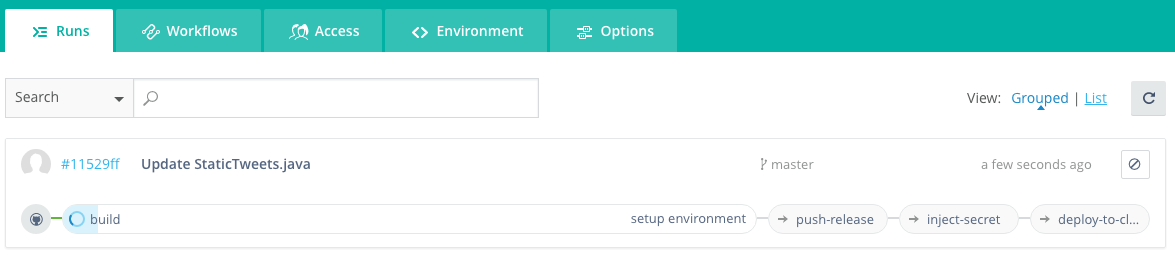 Runs Workflows Access Environment Options
Search View: Grouped | List
#11529ff Update StaticTweets.java master a few seconds ago
build setup environment push-release inject-secret deploy-to-cl...